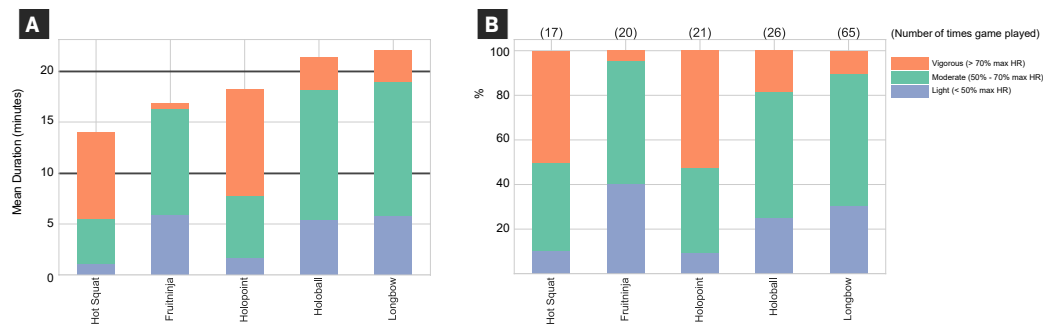 A
Mean Duration (minutes)
20
15
10
5
0
Hot Squat
Fruitninja
Holopoint
Holoball
Longbow
B
(17)
(20)
(21)
(26)
(65)
(Number of times game played)
%
100
80
60
40
20
Hot Squat
Fruitninja
Holopoint
Holoball
Longbow
Vigorous (> 70% max HR)
Moderate (50% - 70% max HR)
Light (< 50% max HR)